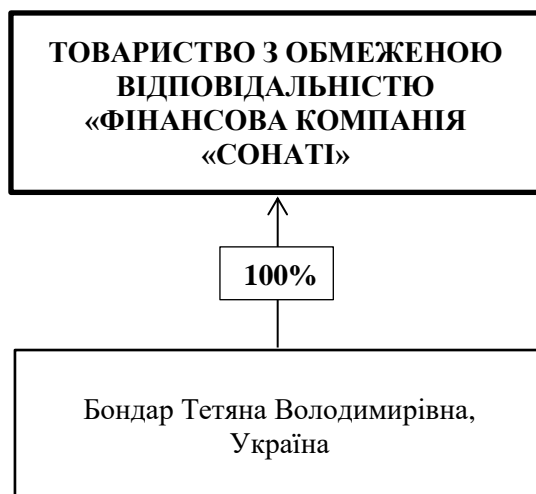 ТОВАРИСТВО З ОБМЕЖЕНОЮ
ВІДПОВІДАЛЬНІСТЮ
«ФІНАНСОВА КОМПАНІЯ
«СОНАТІ»
100%
Бондар Тетяна Володимирівна,
Україна